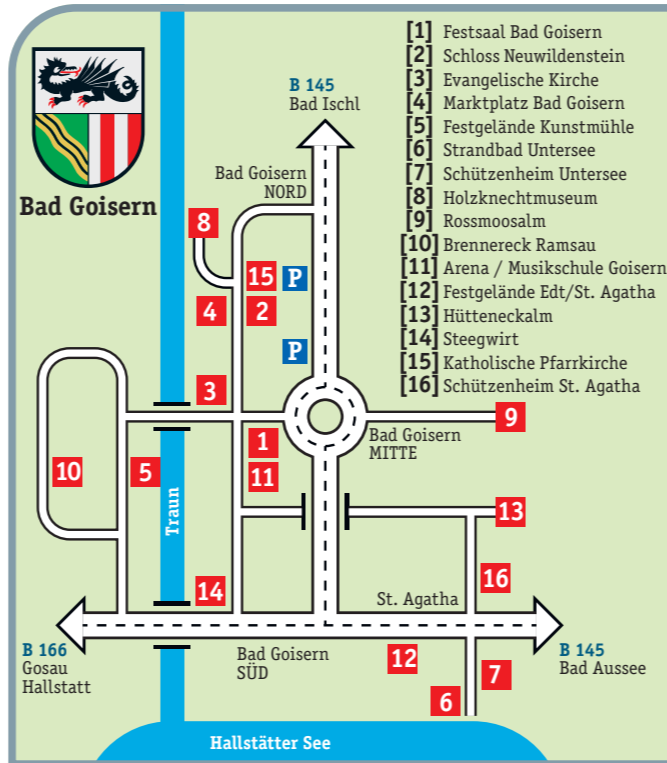 [1] Festsaal Bad Goisern
[2] Schloss Neuwildenstein
[3] Evangelische Kirche
[4] Marktplatz Bad Goisern
[5] Festgelände Kunstmühle
[6] Strandbad Untersee
[7] Schützenheim Untersee
[8] Holzknechtmuseum
[9] Rossmoosalm
[10] Brennereck Ramsau
[11] Arena / Musikschule Goisern
[12] Festgelände Edt/St. Agatha
[13] Hütteneckalm
[14] Steegwirt
[15] Katholische Pfarrkirche
[16] Schützenheim St. Agatha
Bad Goisern
B 145
Bad Ischl
Bad Goisern
NORD
8
15
P
4
2
P
3
9
Bad Goisern
MITTE
1
10
5
11
Traun
13
14
16
St. Agatha
B 166
Gosau
Hallstatt
Bad Goisern
SÜD
12
B 145
Bad Aussee
7
6
Hallstätter See